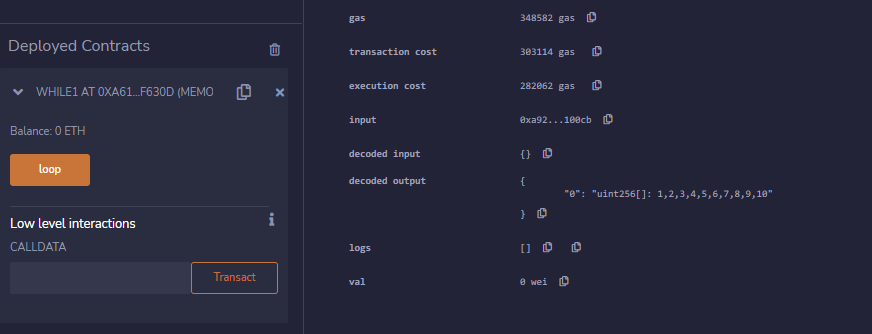 Deployed Contracts
WHILE1 AT 0XA61...F630D (MEMO
Balance: 0 ETH
loop
Low level interactions
i
CALLDATA
Transact
gas 348582 gas
transaction cost 303114 gas
execution cost 282062 gas
input 0xa92...100cb
decoded input {}
decoded output {
"0": "uint256[]: 1,2,3,4,5,6,7,8,9,10"
}
logs []
val 0 wei